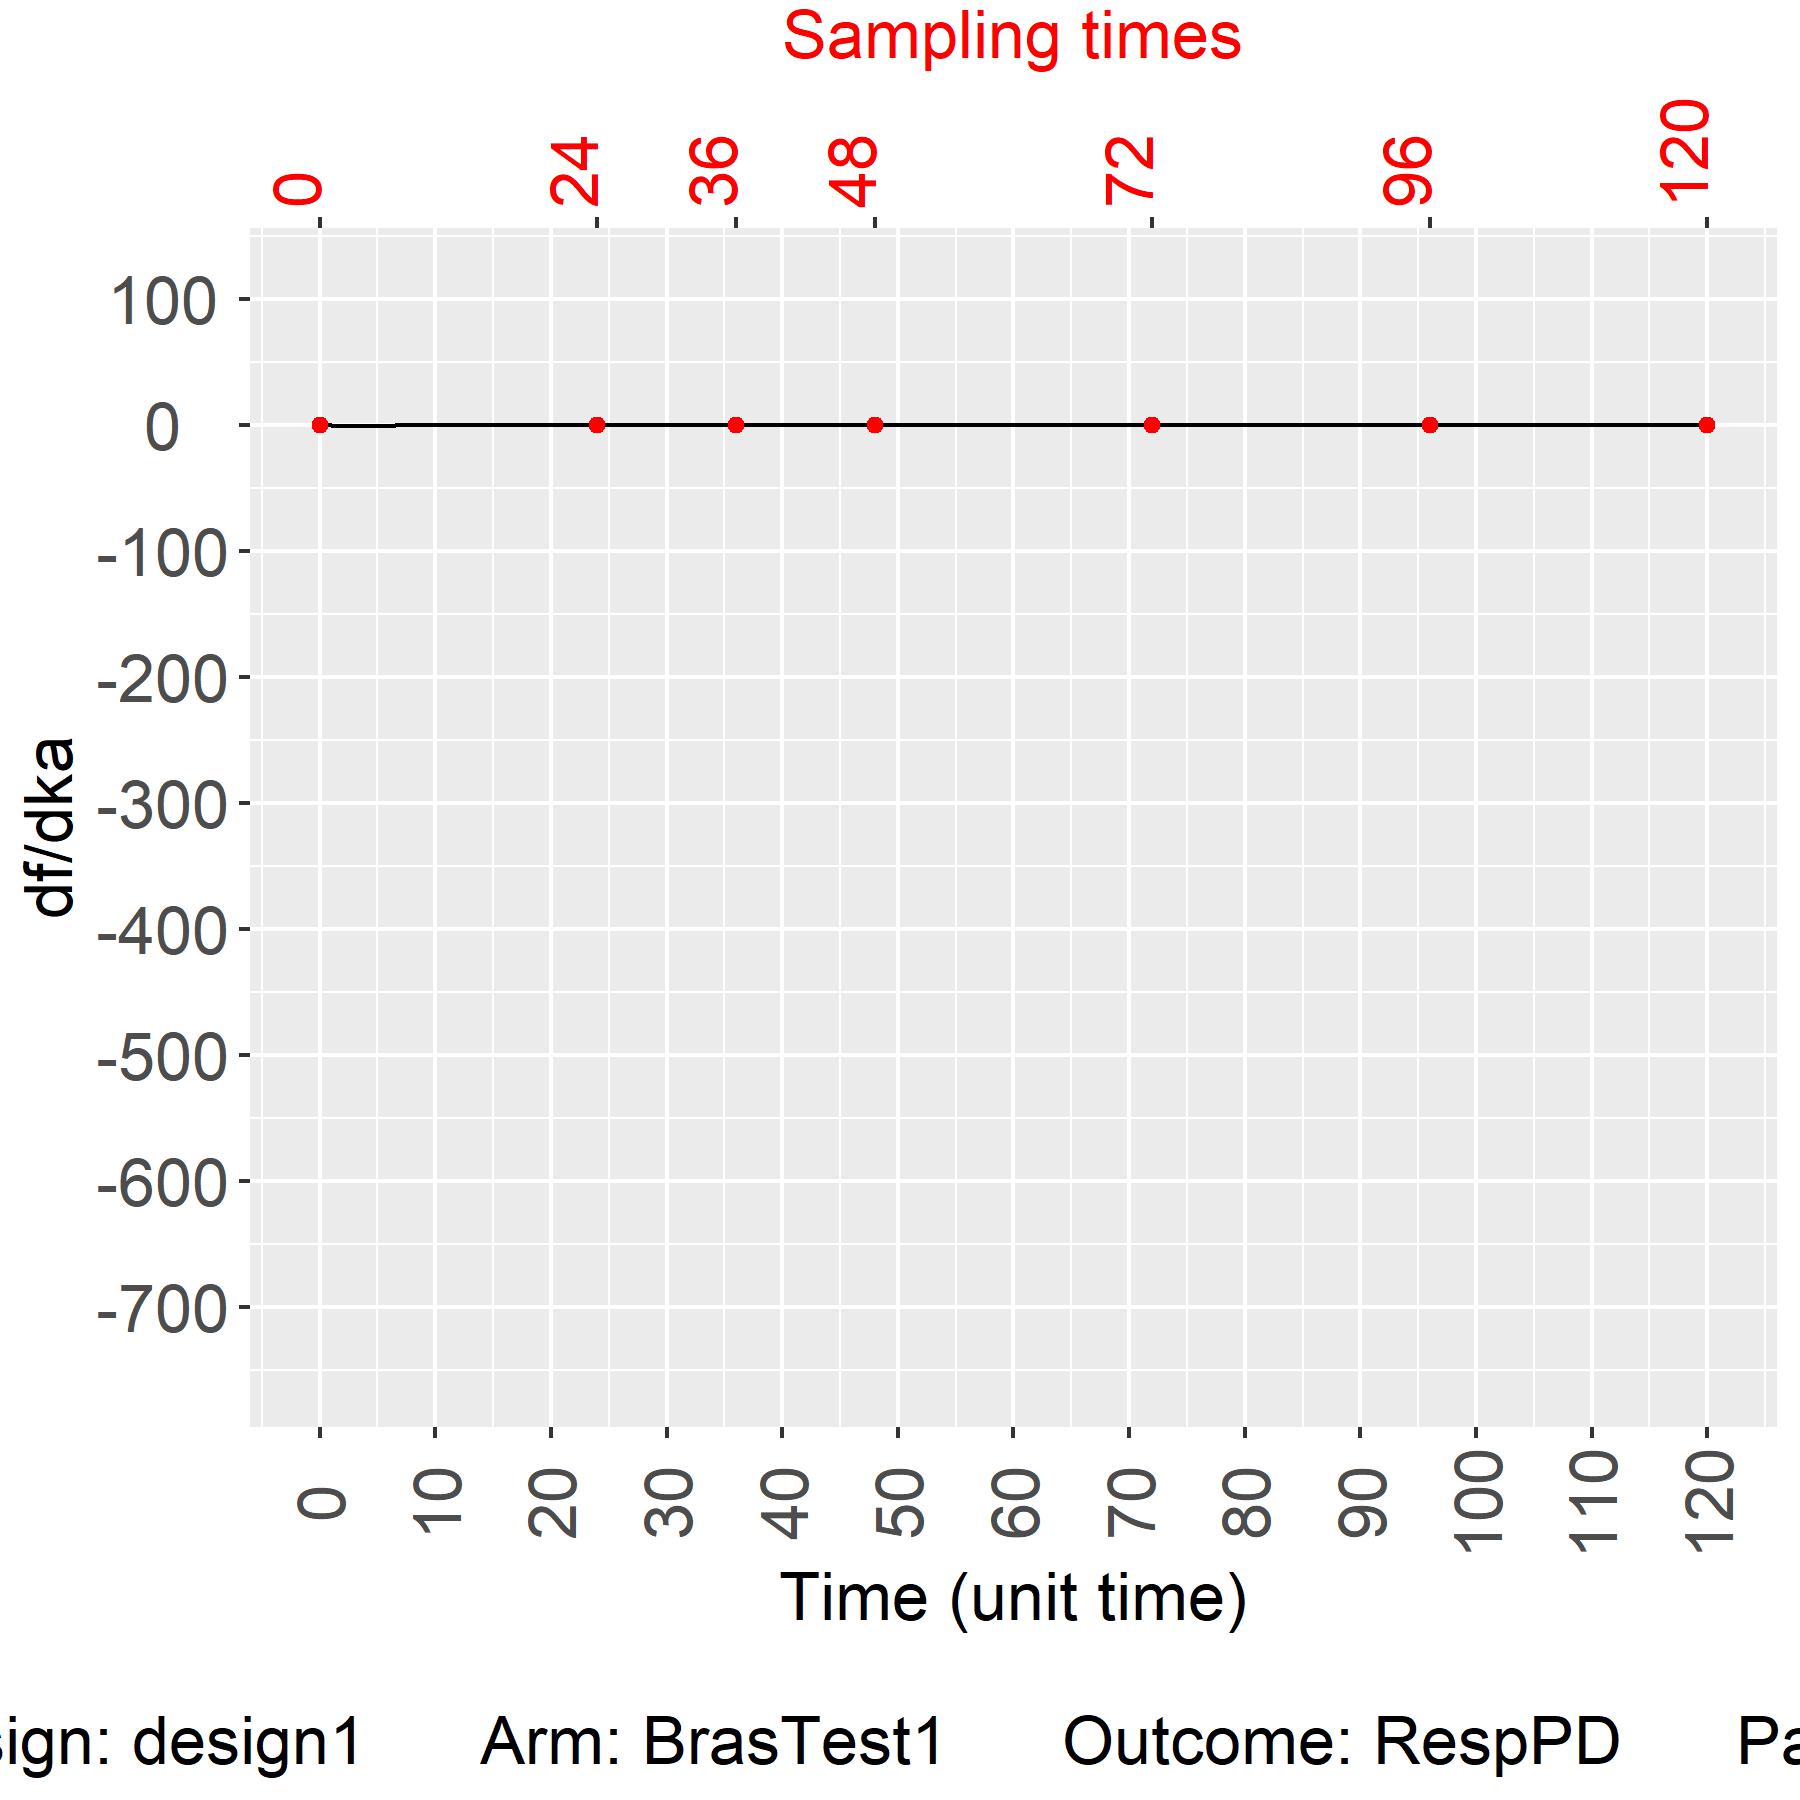 Sampling times
0 24 36 48 72 96 120
100
0
-100
-200
-300
-400
-500
-600
-700
df/dka
0 10 20 30 40 50 60 70 80 90 100 110 120
Time (unit time)
sign: design1 Arm: BrasTest1 Outcome: RespPD Pa